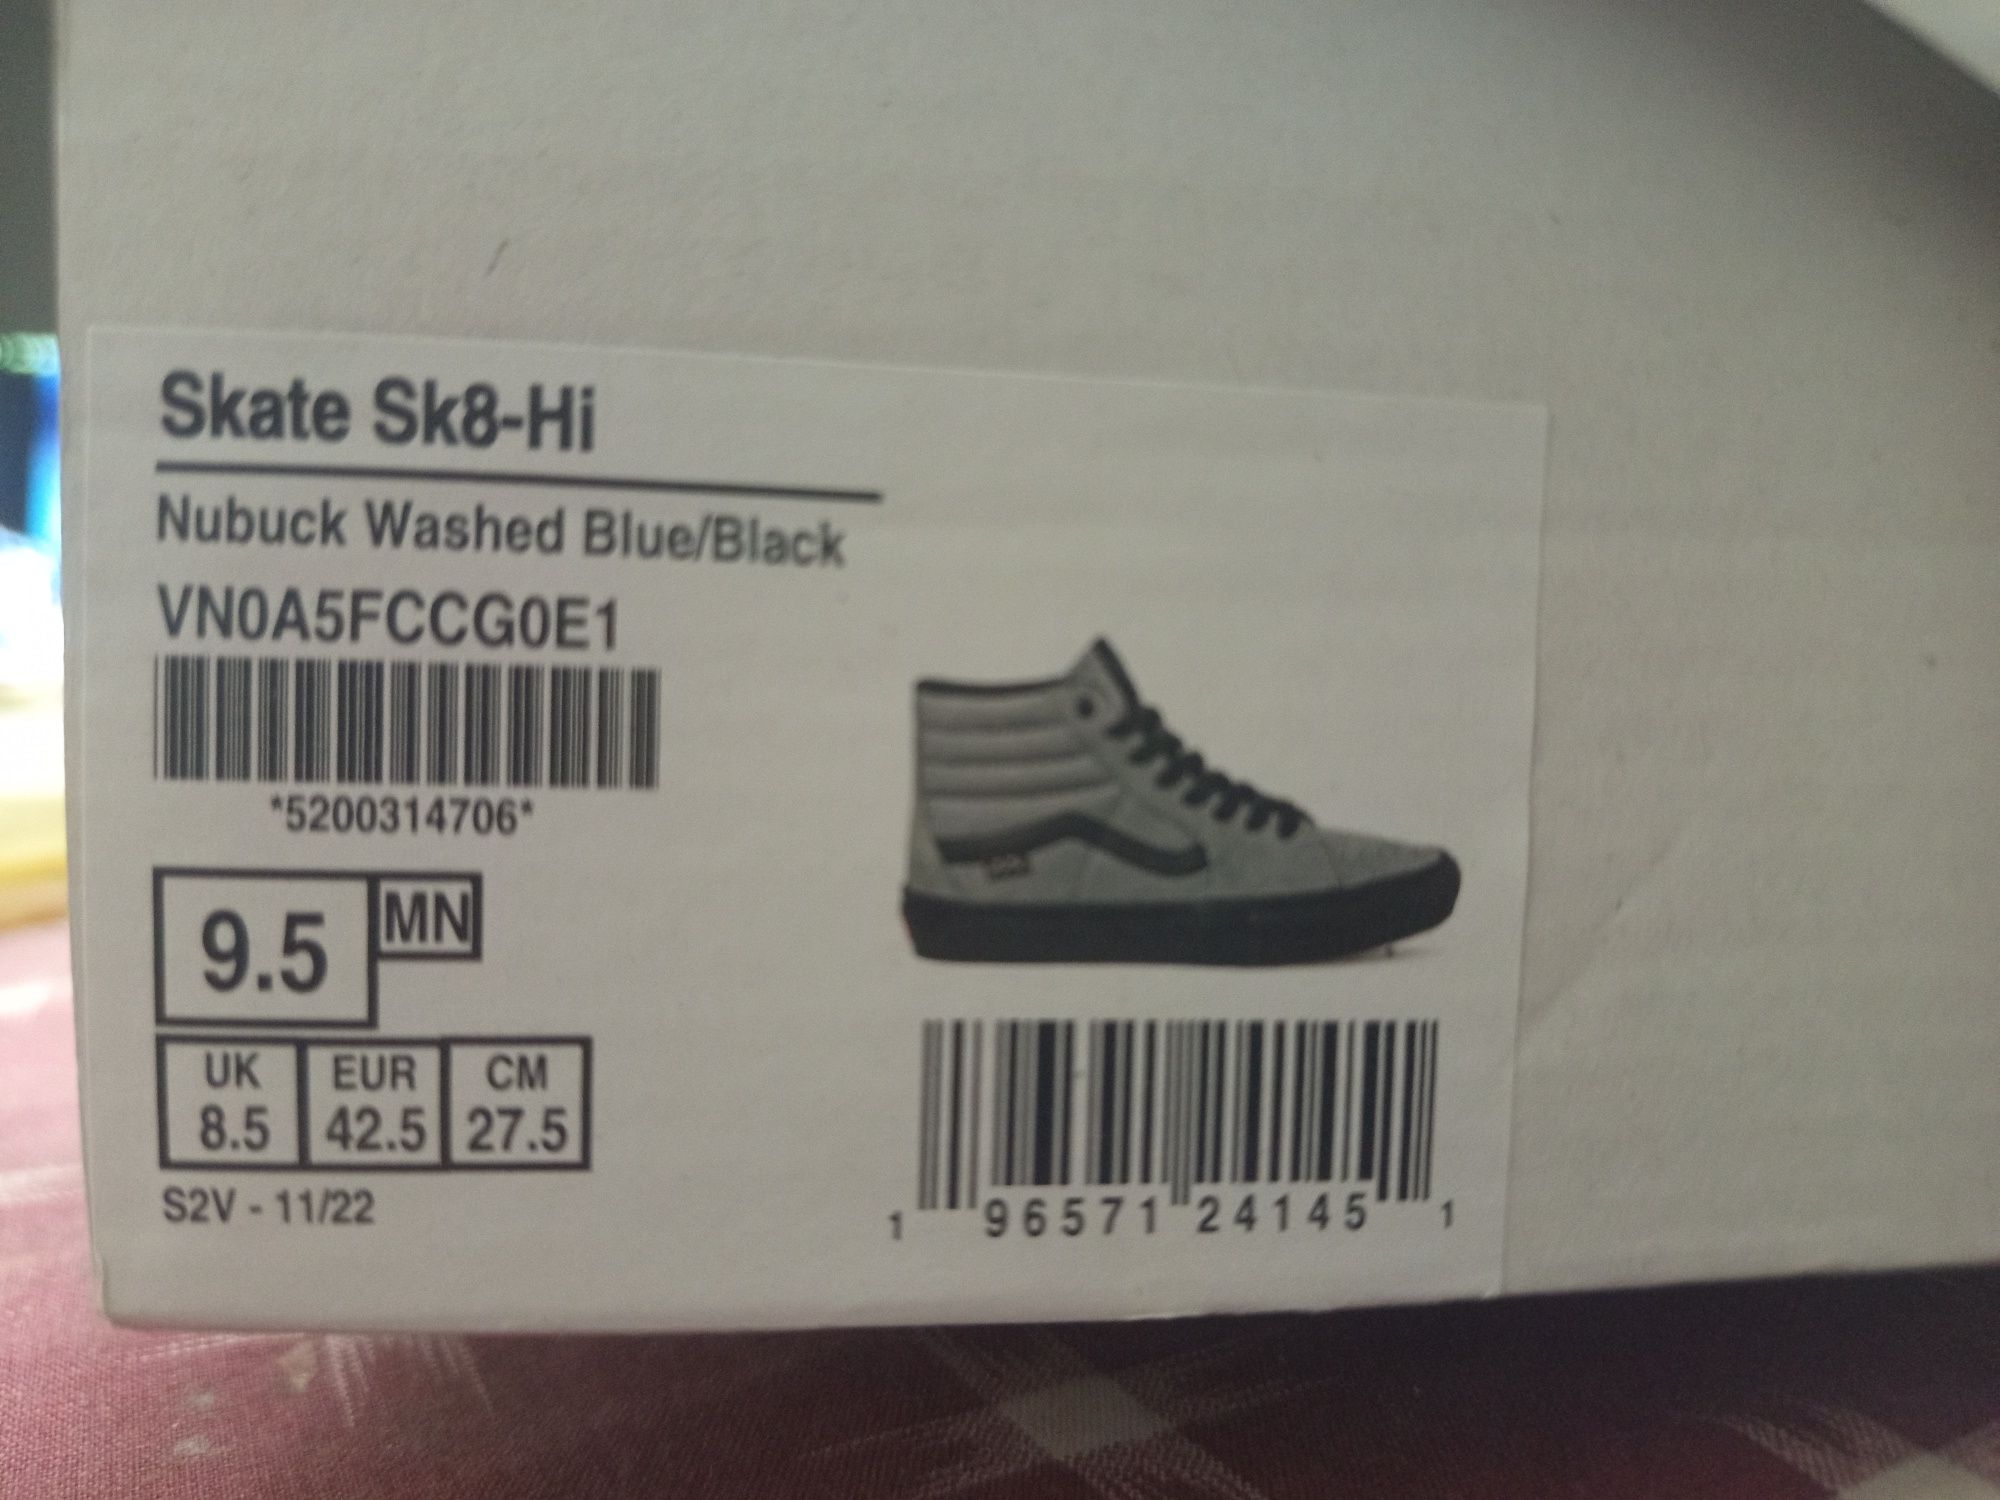 Skate Sk8-Hi
Nubuck Washed Blue/Black
VN0A5FCCG0E1
*5200314706*
9.5 MN
UK EUR CM
8.5 42.5 27.5
S2V - 11/22
1 96571 24145 1